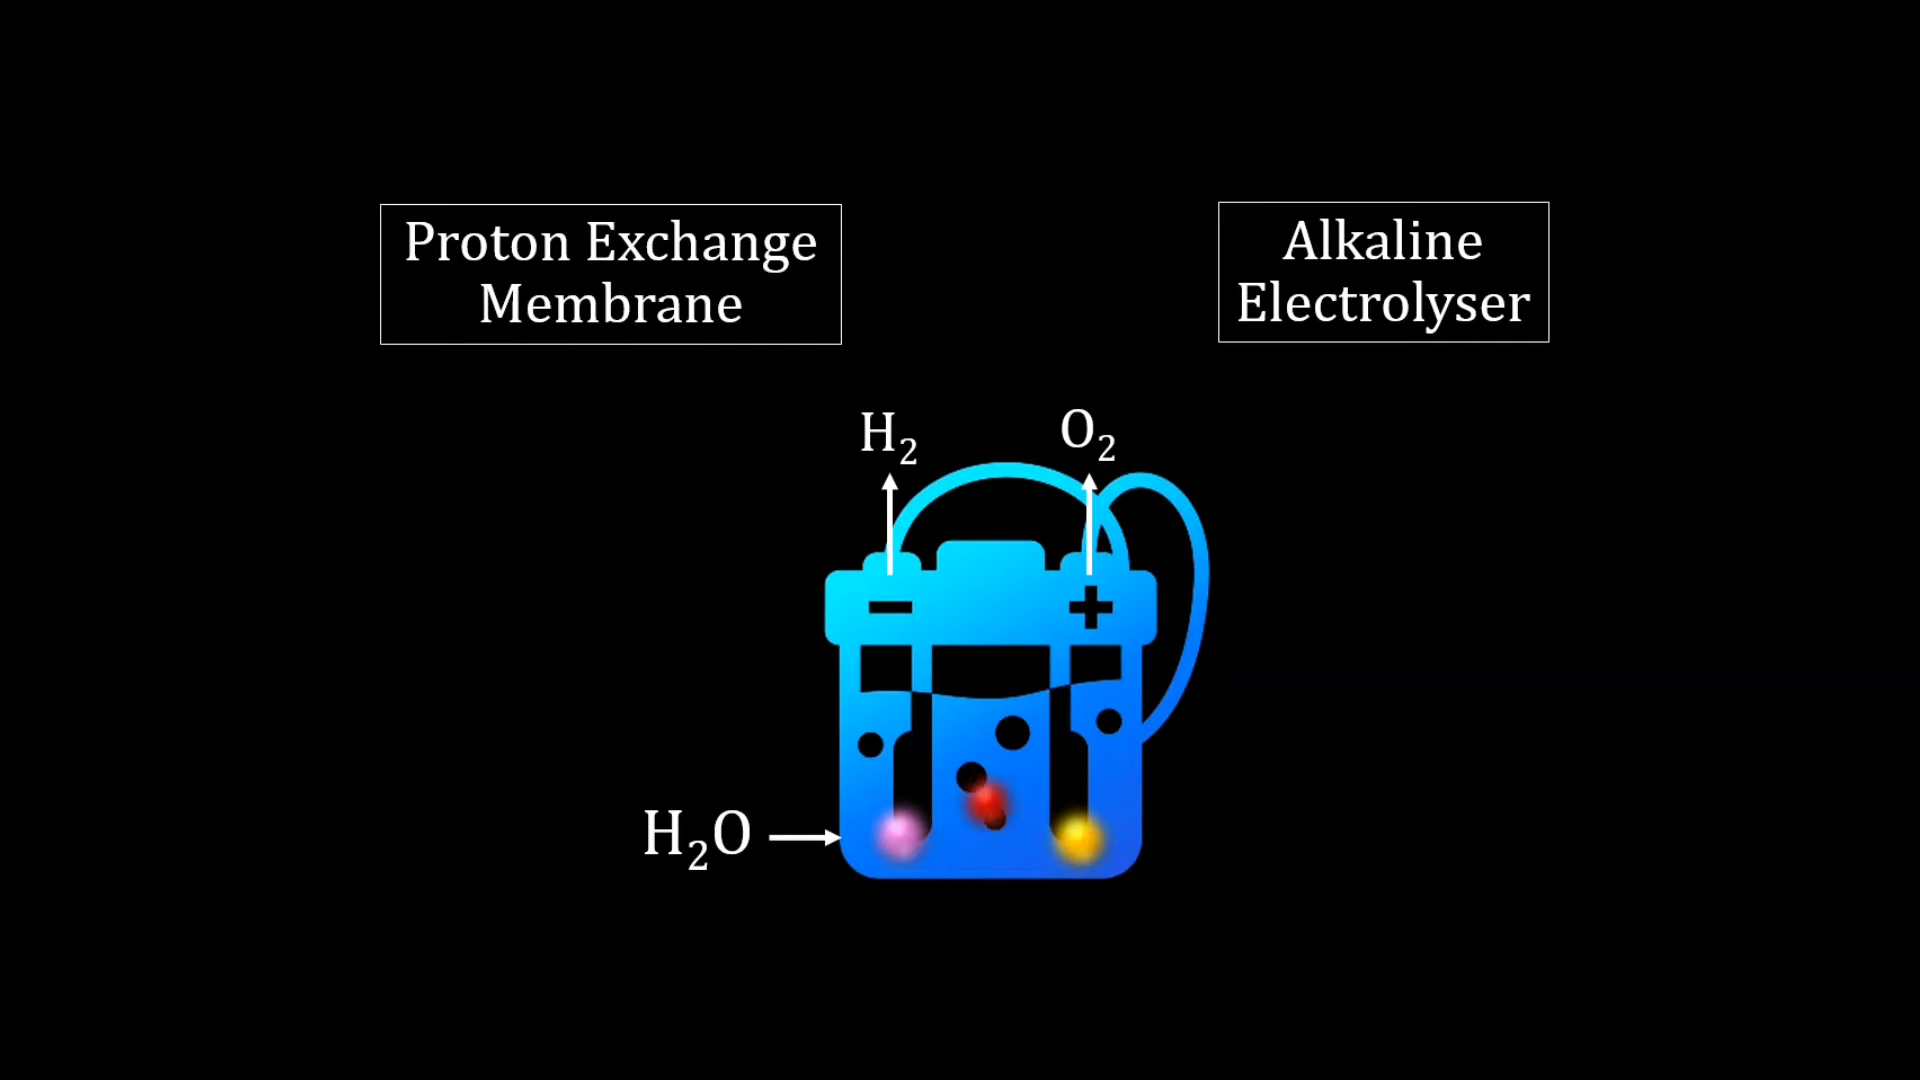 Proton Exchange
Membrane
Alkaline
Electrolyser
H₂
O₂
− +
H₂O